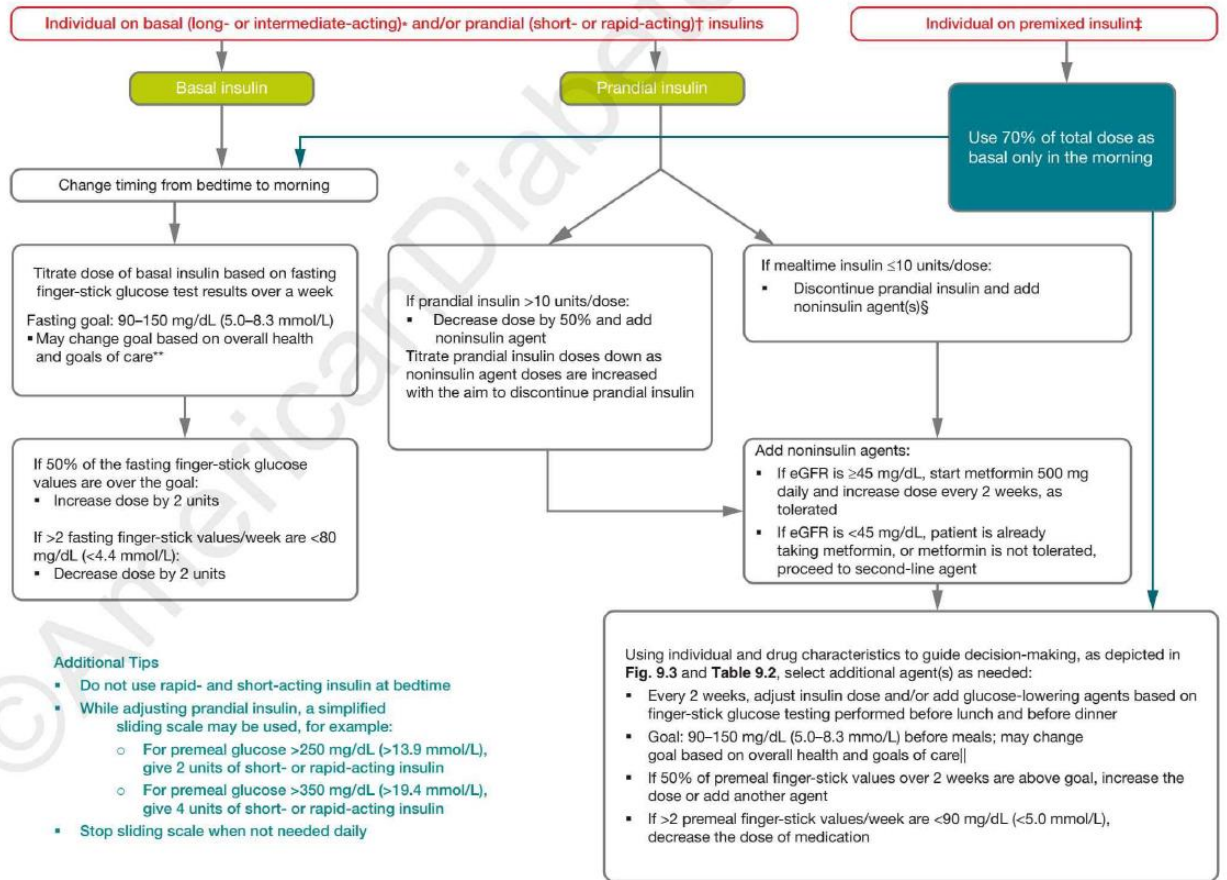 Individual on basal (long- or intermediate-acting)* and/or prandial (short- or rapid-acting)† insulins
Individual on premixed insulin‡
Basal insulin
Prandial insulin
Use 70% of total dose as
basal only in the morning
Change timing from bedtime to morning
Titrate dose of basal insulin based on fasting
finger-stick glucose test results over a week
Fasting goal: 90–150 mg/dL (5.0–8.3 mmol/L)
▪ May change goal based on overall health
and goals of care**
If prandial insulin >10 units/dose:
▪ Decrease dose by 50% and add
noninsulin agent
Titrate prandial insulin doses down as
noninsulin agent doses are increased
with the aim to discontinue prandial insulin
If mealtime insulin ≤10 units/dose:
▪ Discontinue prandial insulin and add
noninsulin agent(s)§
If 50% of the fasting finger-stick glucose
values are over the goal:
▪ Increase dose by 2 units
If >2 fasting finger-stick values/week are <80
mg/dL (<4.4 mmol/L):
▪ Decrease dose by 2 units
Add noninsulin agents:
▪ If eGFR is ≥45 mg/dL, start metformin 500 mg
daily and increase dose every 2 weeks, as
tolerated
▪ If eGFR is <45 mg/dL, patient is already
taking metformin, or metformin is not tolerated,
proceed to second-line agent
Additional Tips
▪ Do not use rapid- and short-acting insulin at bedtime
▪ While adjusting prandial insulin, a simplified
sliding scale may be used, for example:
○ For premeal glucose >250 mg/dL (>13.9 mmol/L),
give 2 units of short- or rapid-acting insulin
○ For premeal glucose >350 mg/dL (>19.4 mmol/L),
give 4 units of short- or rapid-acting insulin
▪ Stop sliding scale when not needed daily
Using individual and drug characteristics to guide decision-making, as depicted in
Fig. 9.3 and Table 9.2, select additional agent(s) as needed:
▪ Every 2 weeks, adjust insulin dose and/or add glucose-lowering agents based on
finger-stick glucose testing performed before lunch and before dinner
▪ Goal: 90–150 mg/dL (5.0–8.3 mmo/L) before meals; may change
goal based on overall health and goals of care||
▪ If 50% of premeal finger-stick values over 2 weeks are above goal, increase the
dose or add another agent
▪ If >2 premeal finger-stick values/week are <90 mg/dL (<5.0 mmol/L),
decrease the dose of medication
©AmericanDiabete